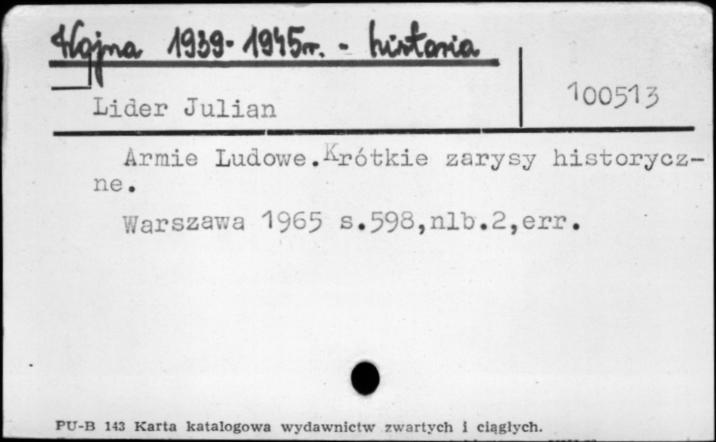 Wojna 1939-1945r. - historia
Lider Julian
100513
Armie Ludowe.Krótkie zarysy historycz-
ne.
Warszawa 1965 s.598,nlb.2,err.
PU-B 143 Karta katalogowa wydawnictw zwartych i ciągłych.